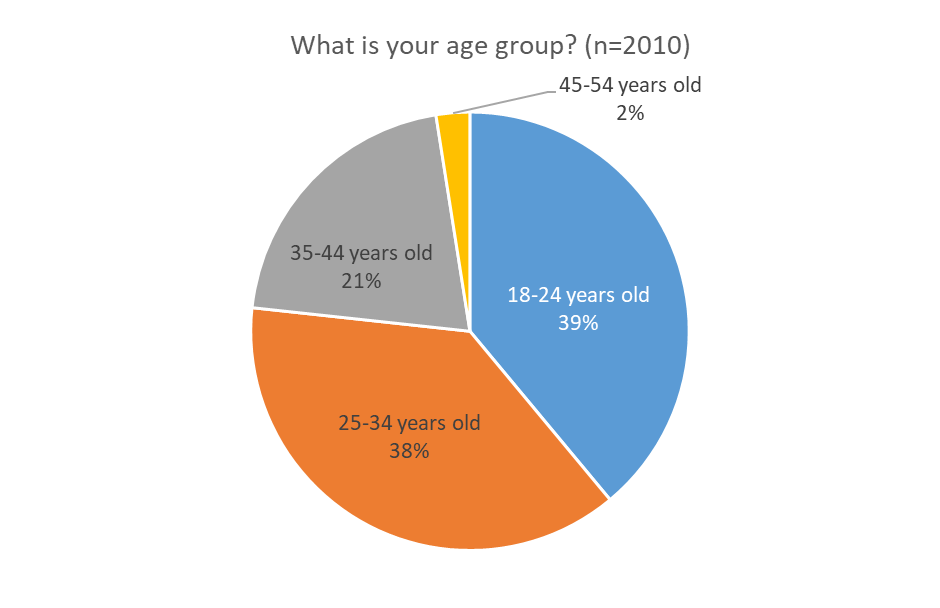 What is your age group? (n=2010)
45-54 years old
2%
35-44 years old
21%
18-24 years old
39%
25-34 years old
38%